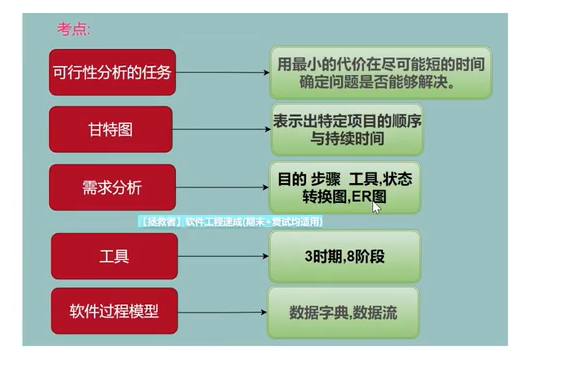 考点:
可行性分析的任务
用最小的代价在尽可能短的时间
确定问题是否能够解决。
甘特图
表示出特定项目的顺序
与持续时间
需求分析
目的 步骤 工具,状态
转换图,ER图
【拯救者】软件工程速成(期末+复试均适用)
工具
3时期,8阶段
软件过程模型
数据字典,数据流